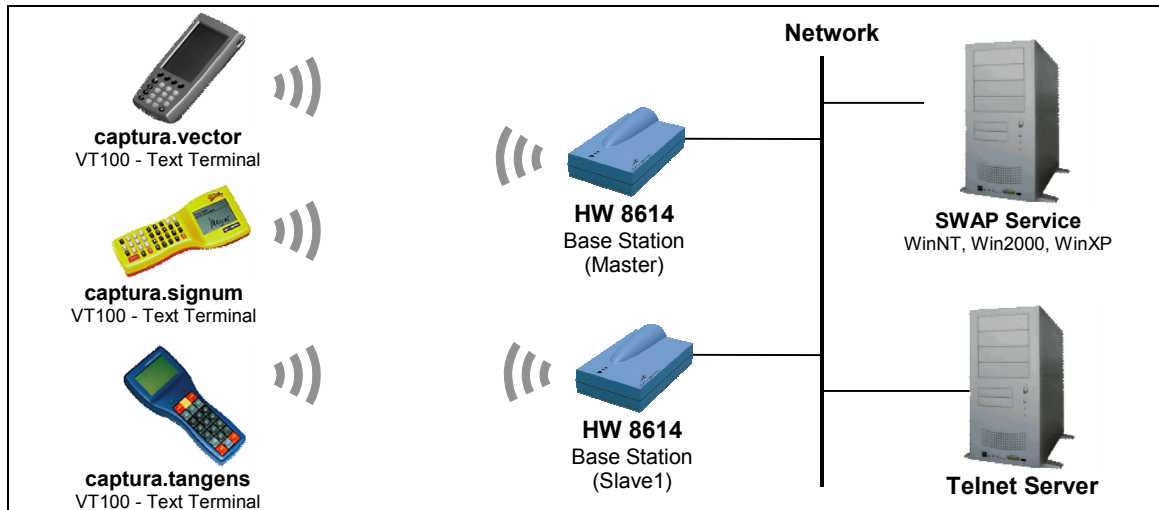 Network
captura.vector
VT100 - Text Terminal
HW 8614
Base Station
(Master)
SWAP Service
WinNT, Win2000, WinXP
captura.signum
VT100 - Text Terminal
HW 8614
Base Station
(Slave1)
captura.tangens
VT100 - Text Terminal
Telnet Server